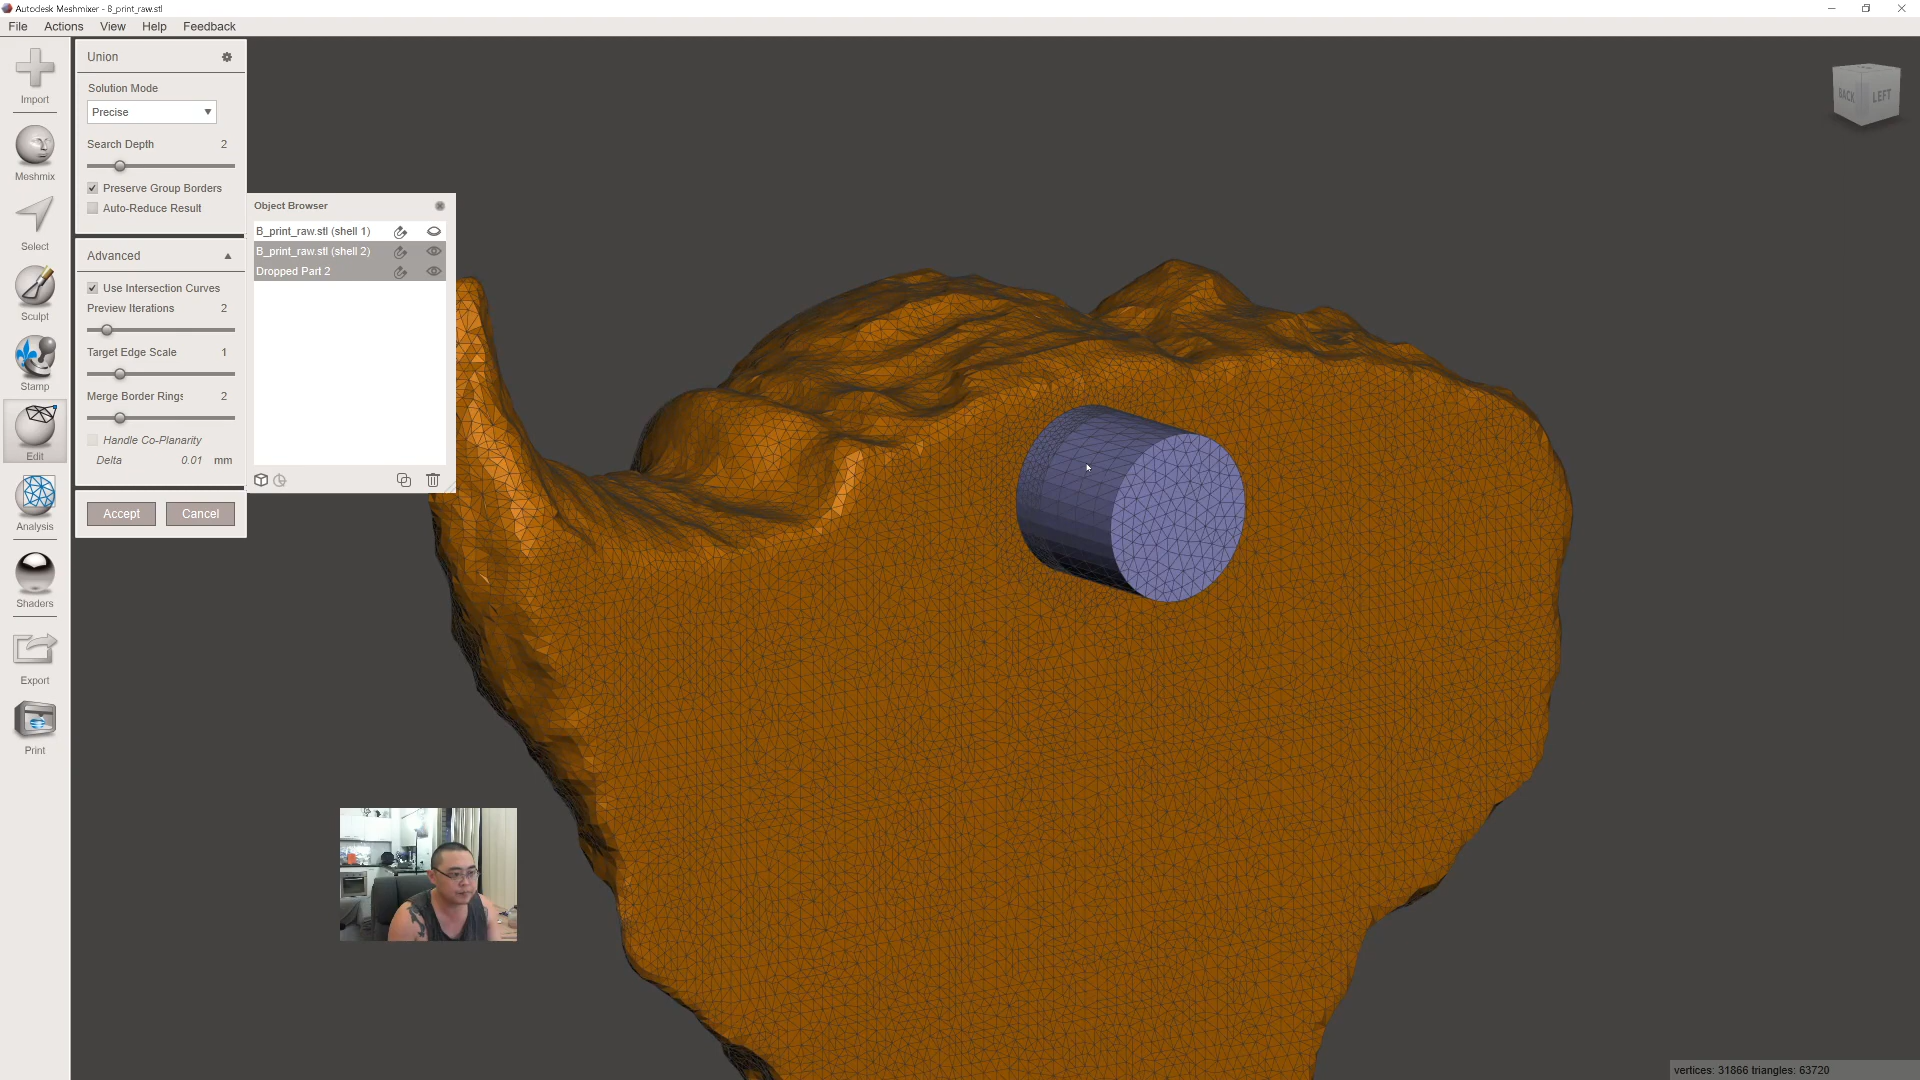 Autodesk Meshmixer - B_print_raw.stl
File Actions View Help Feedback
Import
Meshmix
Select
Sculpt
Stamp
Edit
Analysis
Shaders
Export
Print
Union
Solution Mode
Precise
Search Depth 2
Preserve Group Borders
Auto-Reduce Result
Advanced
Use Intersection Curves
Preview Iterations 2
Target Edge Scale 1
Merge Border Rings 2
Handle Co-Planarity
Delta 0.01 mm
Accept Cancel
Object Browser
B_print_raw.stl (shell 1)
B_print_raw.stl (shell 2)
Dropped Part 2
BACK LEFT
vertices: 31866 triangles: 63720